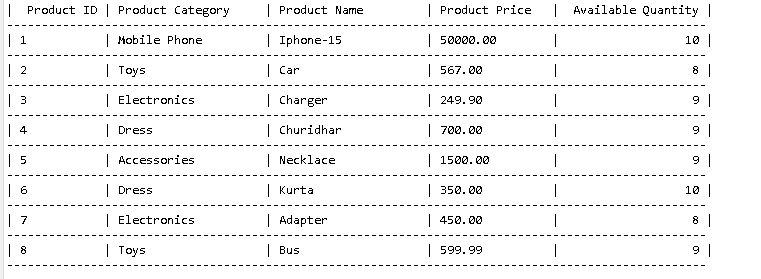 | Product ID | Product Category | Product Name | Product Price | Available Quantity |
| 1 | Mobile Phone | Iphone-15 | 50000.00 | 10 |
| 2 | Toys | Car | 567.00 | 8 |
| 3 | Electronics | Charger | 249.90 | 9 |
| 4 | Dress | Churidhar | 700.00 | 9 |
| 5 | Accessories | Necklace | 1500.00 | 9 |
| 6 | Dress | Kurta | 350.00 | 10 |
| 7 | Electronics | Adapter | 450.00 | 8 |
| 8 | Toys | Bus | 599.99 | 9 |